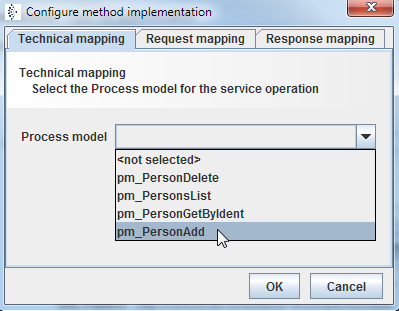 Configure method implementation
Technical mapping Request mapping Response mapping
Technical mapping
Select the Process model for the service operation
Process model
<not selected>
pm_PersonDelete
pm_PersonsList
pm_PersonGetByIdent
pm_PersonAdd
OK Cancel